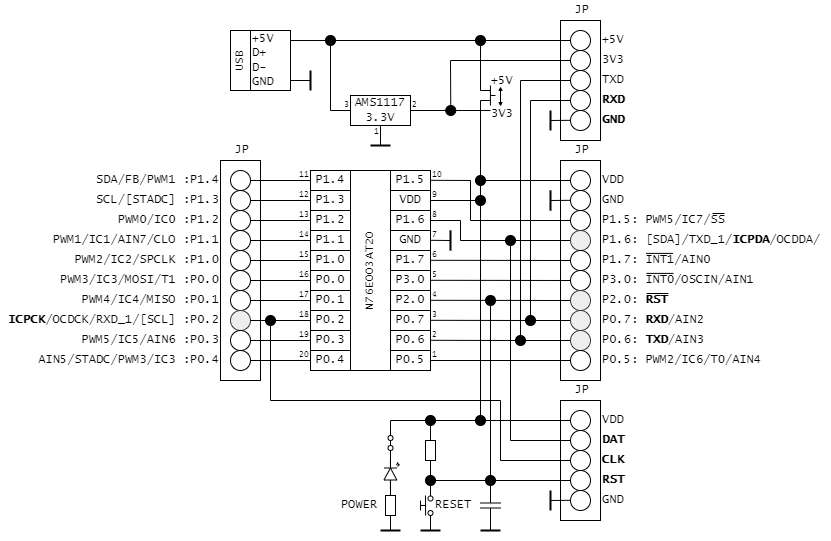 JP
USB
+5V
D+
D−
GND
+5V
3V3
TXD
RXD
GND
+5V
3V3
3
AMS1117
3.3V
2
1
JP
JP
SDA/FB/PWM1 :P1.4
11
P1.4
P1.5
10
VDD
SCL/[STADC] :P1.3
12
P1.3
VDD
9
GND
PWM0/IC0 :P1.2
13
P1.2
P1.6
8
P1.5: PWM5/IC7/SS
PWM1/IC1/AIN7/CLO :P1.1
14
P1.1
GND
7
P1.6: [SDA]/TXD_1/ICPDA/OCDDA/
PWM2/IC2/SPCLK :P1.0
15
P1.0
P1.7
6
P1.7: INT1/AIN0
PWM3/IC3/MOSI/T1 :P0.0
16
P0.0
P3.0
5
P3.0: INT0/OSCIN/AIN1
PWM4/IC4/MISO :P0.1
17
P0.1
P2.0
4
P2.0: RST
ICPCK/OCDCK/RXD_1/[SCL] :P0.2
18
P0.2
P0.7
3
P0.7: RXD/AIN2
PWM5/IC5/AIN6 :P0.3
19
P0.3
P0.6
2
P0.6: TXD/AIN3
AIN5/STADC/PWM3/IC3 :P0.4
20
P0.4
P0.5
1
P0.5: PWM2/IC6/T0/AIN4
N76E003AT20
JP
VDD
DAT
CLK
RST
GND
POWER
RESET